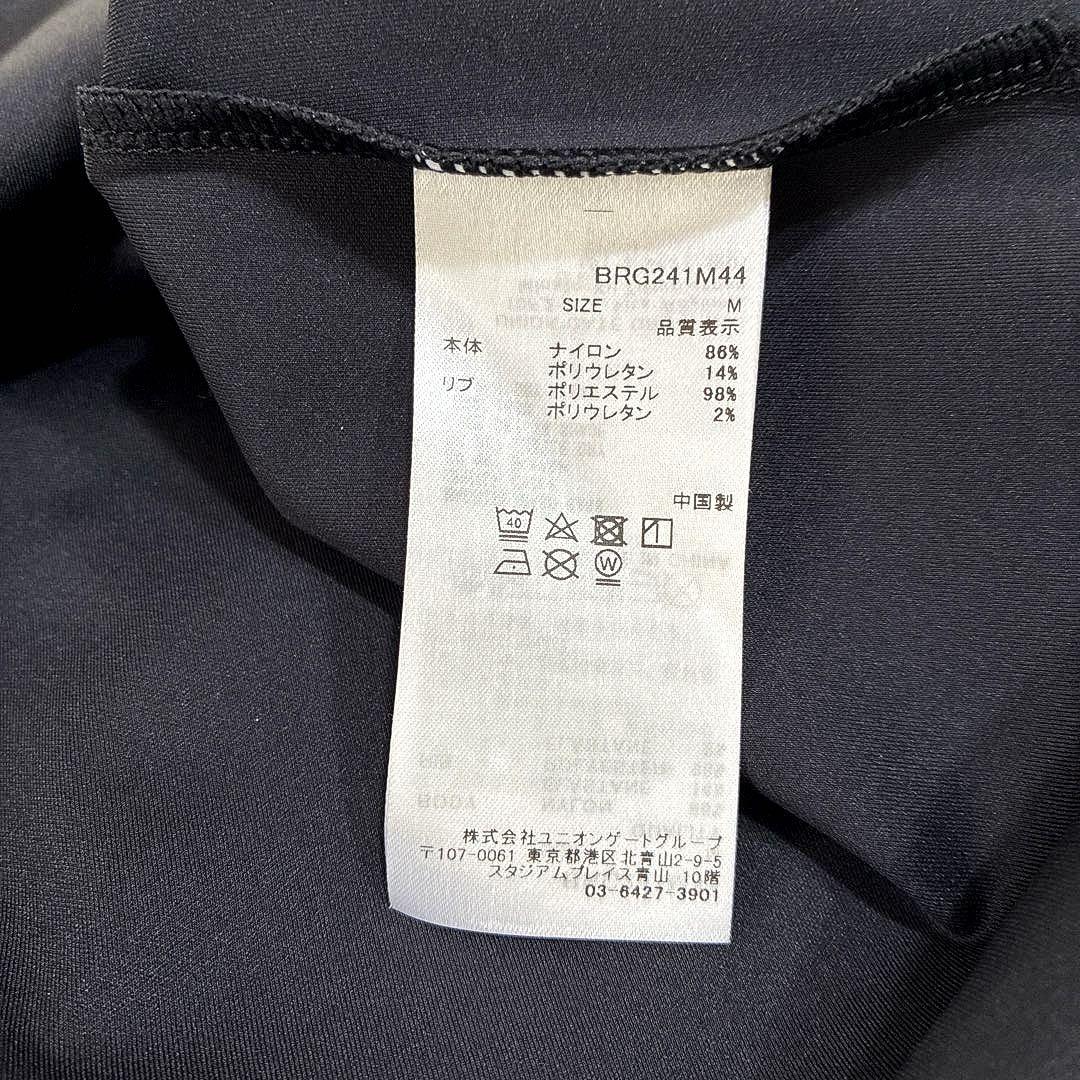 BRG241M44
SIZE M
品質表示
本体 ナイロン 86%
ポリウレタン 14%
リブ ポリエステル 98%
ポリウレタン 2%
中国製
40
W
株式会社ユニオンゲートグループ
〒107-0061 東京都港区北青山2-9-5
スタジアムプレイス青山 10階
03-6427-3901